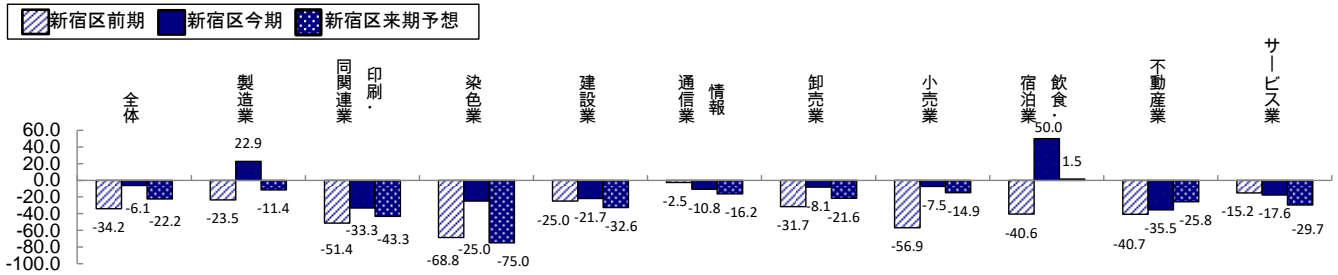 新宿区前期 新宿区今期 新宿区来期予想
全体
製造業
印刷・
同関連業
染色業
建設業
情報
通信業
卸売業
小売業
飲食・
宿泊業
不動産業
サービス業
60.0
40.0
20.0
0.0
-20.0
-40.0
-60.0
-80.0
-100.0
-34.2 -6.1 -22.2
-23.5 22.9 -11.4
-51.4 -33.3 -43.3
-68.8 -25.0 -75.0
-25.0 -21.7 -32.6
-2.5 -10.8 -16.2
-31.7 -8.1 -21.6
-56.9 -7.5 -14.9
-40.6 50.0 1.5
-40.7 -35.5 -25.8
-15.2 -17.6 -29.7